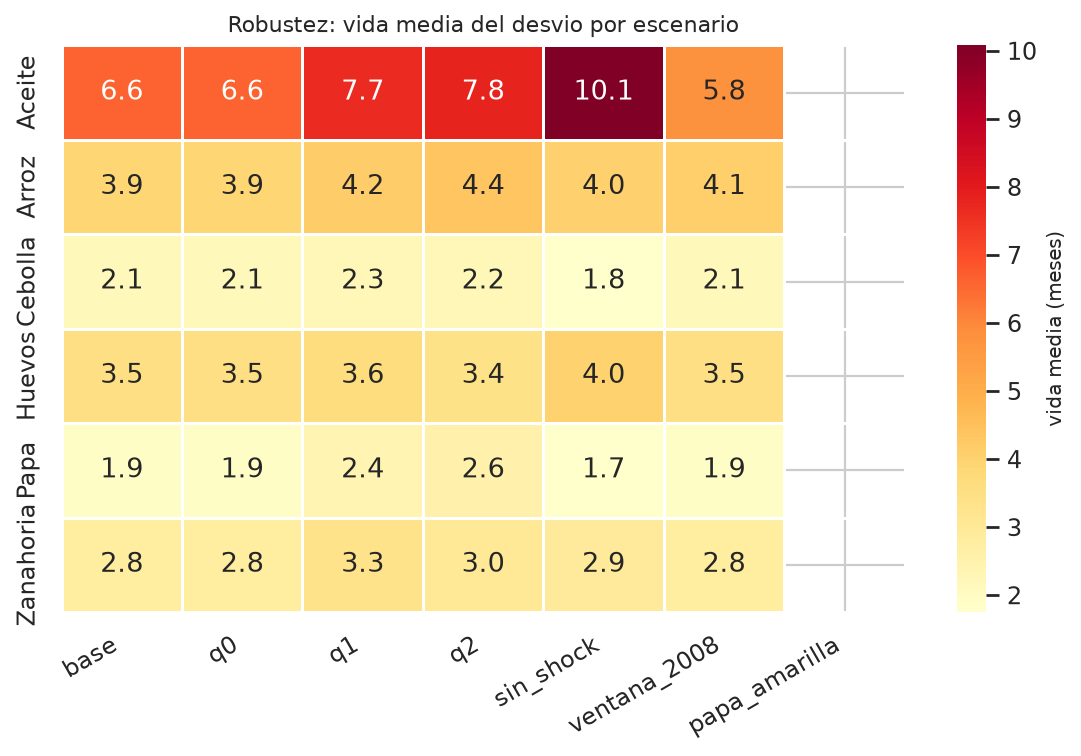 Robustez: vida media del desvio por escenario
Aceite 6.6 6.6 7.7 7.8 10.1 5.8
Arroz 3.9 3.9 4.2 4.4 4.0 4.1
Cebolla 2.1 2.1 2.3 2.2 1.8 2.1
Huevos 3.5 3.5 3.6 3.4 4.0 3.5
Papa 1.9 1.9 2.4 2.6 1.7 1.9
Zanahoria 2.8 2.8 3.3 3.0 2.9 2.8
base q0 q1 q2 sin_shock ventana_2008 papa_amarilla
10
9
8
7
6
5
4
3
2
vida media (meses)